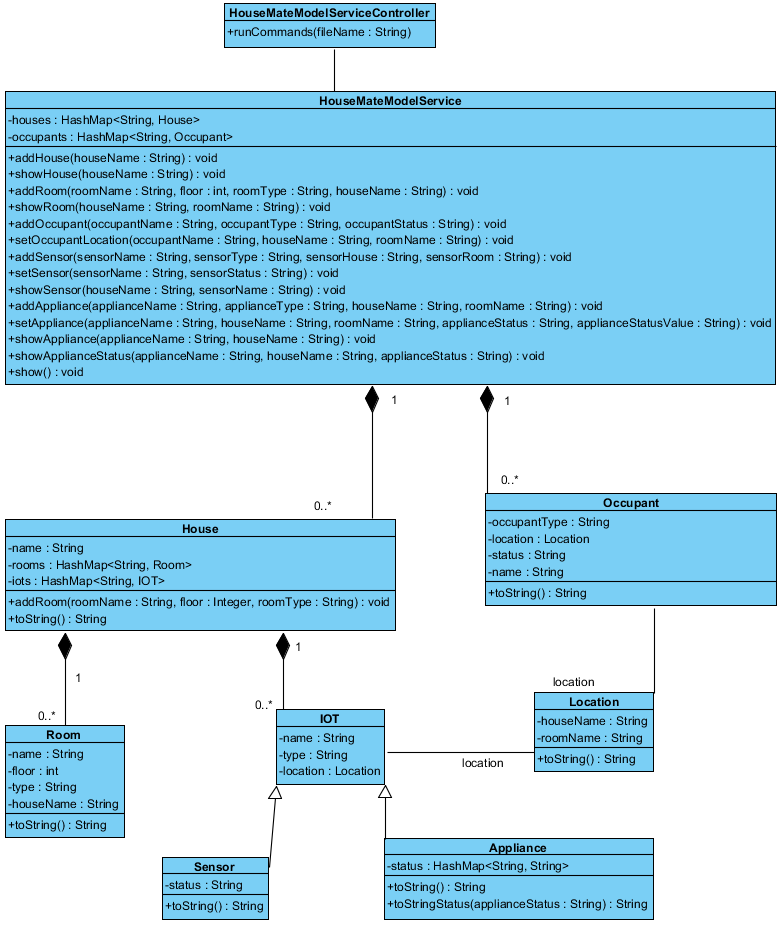 HouseMateModelServiceController
+runCommands(fileName : String)
HouseMateModelService
-houses : HashMap<String, House>
-occupants : HashMap<String, Occupant>
+addHouse(houseName : String) : void
+showHouse(houseName : String) : void
+addRoom(roomName : String, floor : int, roomType : String, houseName : String) : void
+showRoom(houseName : String, roomName : String) : void
+addOccupant(occupantName : String, occupantType : String, occupantStatus : String) : void
+setOccupantLocation(occupantName : String, houseName : String, roomName : String) : void
+addSensor(sensorName : String, sensorType : String, sensorHouse : String, sensorRoom : String) : void
+setSensor(sensorName : String, sensorStatus : String) : void
+showSensor(houseName : String, sensorName : String) : void
+addAppliance(applianceName : String, applianceType : String, houseName : String, roomName : String) : void
+setAppliance(applianceName : String, houseName : String, roomName : String, applianceStatus : String, applianceStatusValue : String) : void
+showAppliance(applianceName : String, houseName : String) : void
+showApplianceStatus(applianceName : String, houseName : String, applianceStatus : String) : void
+show() : void
1
1
0..*
0..*
House
-name : String
-rooms : HashMap<String, Room>
-iots : HashMap<String, IOT>
+addRoom(roomName : String, floor : Integer, roomType : String) : void
+toString() : String
Occupant
-occupantType : String
-location : Location
-status : String
-name : String
+toString() : String
1
1
0..*
0..*
location
Room
-name : String
-floor : int
-type : String
-houseName : String
+toString() : String
IOT
-name : String
-type : String
-location : Location
location
Location
-houseName : String
-roomName : String
+toString() : String
Sensor
-status : String
+toString() : String
Appliance
-status : HashMap<String, String>
+toString() : String
+toStringStatus(applianceStatus : String) : String